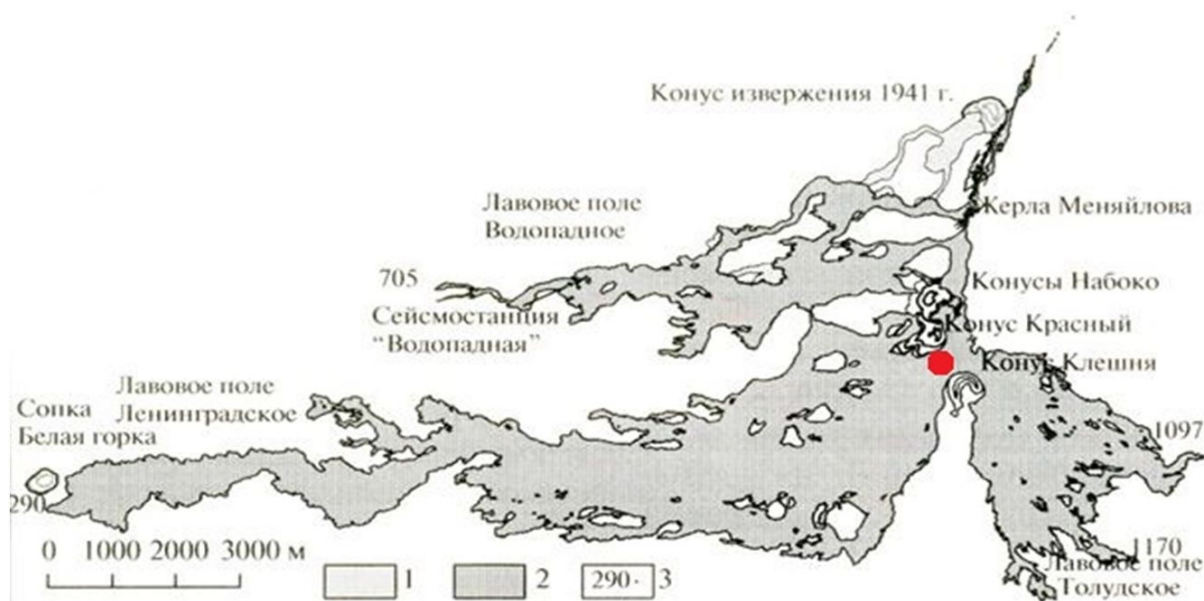 Конус извержения 1941 г.
Лавовое поле
Водопадное
Жерла Меняйлова
705
Конусы Набоко
Сейсмостанция
“Водопадная”
Конус Красный
Конус Клешня
Лавовое поле
Ленинградское
Сопка
Белая горка
1097
290
0 1000 2000 3000 м
1
2
290· 3
1170
Лавовое поле
Толудское